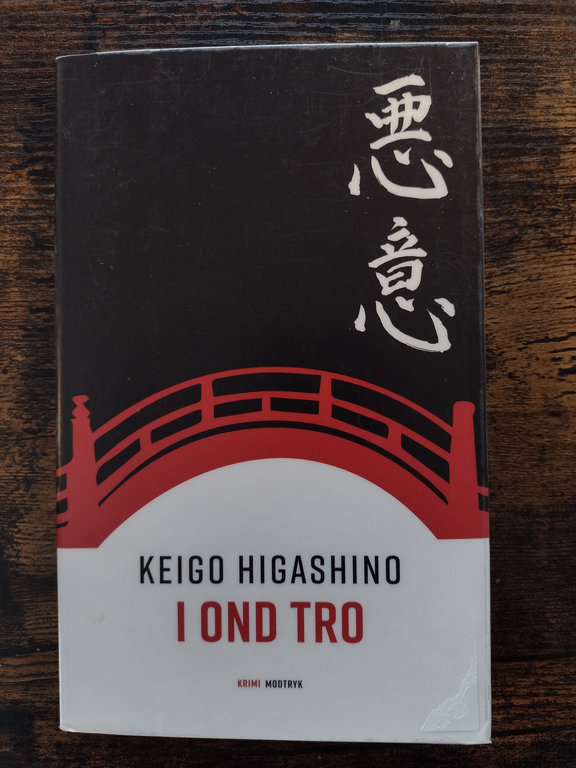 悪意
KEIGO HIGASHINO
I OND TRO
KRIMI MODTRYK